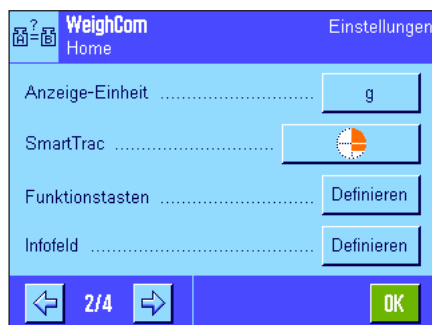 A?=B WeighCom Einstellungen
Home
Anzeige-Einheit ........................................ g
SmartTrac ........................................
Funktionstasten ........................................ Definieren
Infofeld ........................................ Definieren
2/4 OK